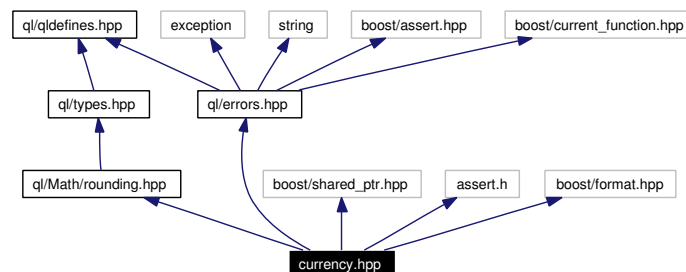 ql/qldefines.hpp
exception
string
boost/assert.hpp
boost/current_function.hpp
ql/types.hpp
ql/errors.hpp
ql/Math/rounding.hpp
boost/shared_ptr.hpp
assert.h
boost/format.hpp
currency.hpp